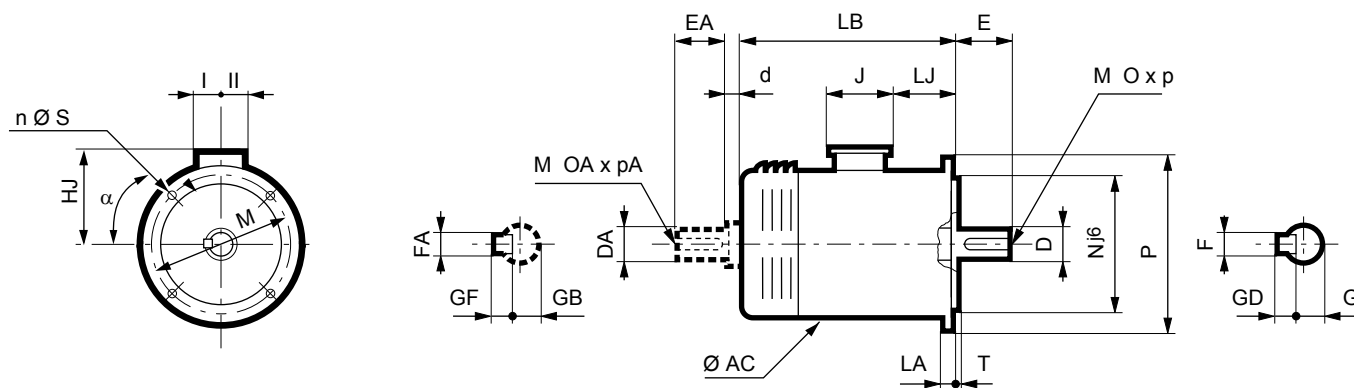 I II
n Ø S
HJ
α
M
EA
LB
E
d
J
LJ
M O x p
M OA x pA
FA
GF
GB
DA
D
Nj6
P
Ø AC
LA
T
F
GD
G